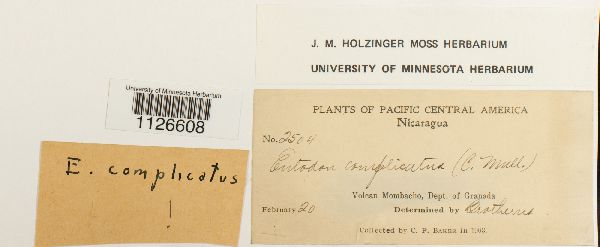 J. M. HOLZINGER MOSS HERBARIUM
UNIVERSITY OF MINNESOTA HERBARIUM
University of Minnesota Herbarium
1126608
E. complicatus
!
PLANTS OF PACIFIC CENTRAL AMERICA
Nicaragua
No. 2504
Entodon complicatus (C. Mull.)
Volcan Mombacho, Dept. of Granada
February 20 Determined by Brotherus
Collected by C. F. BAKER in 1903.